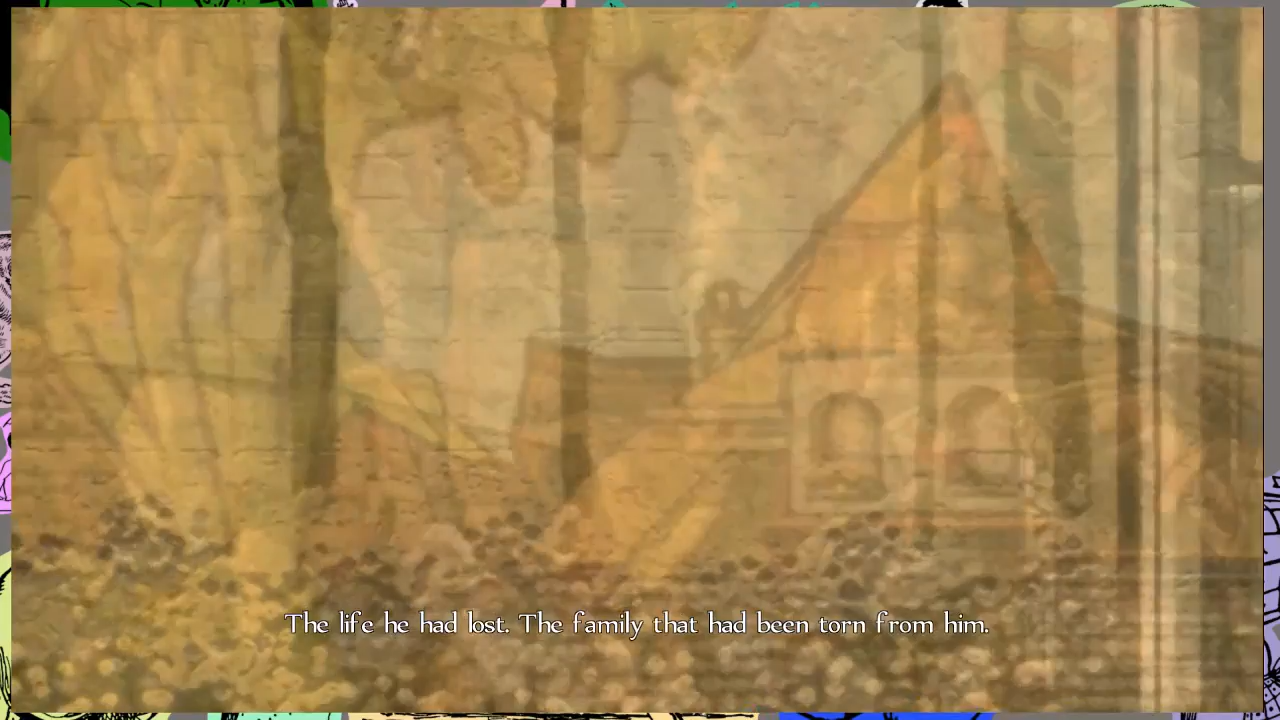 The life he had lost. The family that had been torn from him.